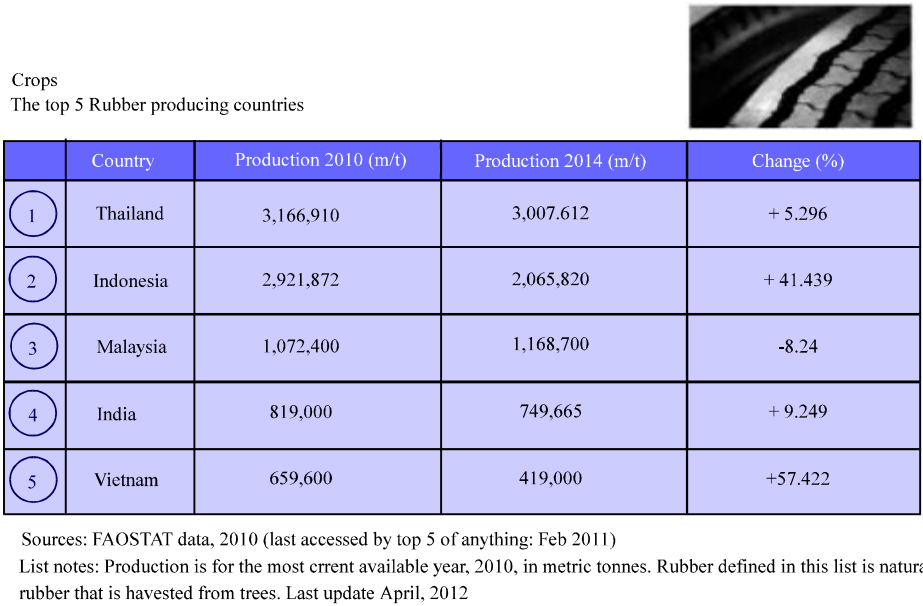 Crops
The top 5 Rubber producing countries
Country Production 2010 (m/t) Production 2014 (m/t) Change (%)
1 Thailand 3,166,910 3,007.612 + 5.296
2 Indonesia 2,921,872 2,065,820 + 41.439
3 Malaysia 1,072,400 1,168,700 -8.24
4 India 819,000 749,665 + 9.249
5 Vietnam 659,600 419,000 +57.422
Sources: FAOSTAT data, 2010 (last accessed by top 5 of anything: Feb 2011)
List notes: Production is for the most crrent available year, 2010, in metric tonnes. Rubber defined in this list is natura
rubber that is havested from trees. Last update April, 2012